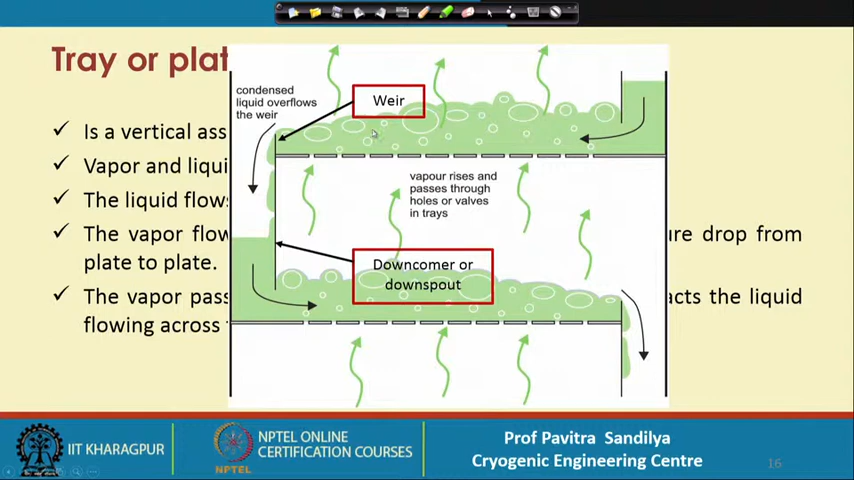 Tray or plat
condensed
liquid overflows
the weir
Weir
Is a vertical ass
Vapor and liqui
The liquid flows
vapour rises and
passes through
holes or valves
in trays
The vapor flow
ure drop from
plate to plate.
Downcomer or
downspout
The vapor pass
acts the liquid
flowing across
IIT KHARAGPUR
NPTEL
NPTEL ONLINE
CERTIFICATION COURSES
Prof Pavitra Sandilya
Cryogenic Engineering Centre
16